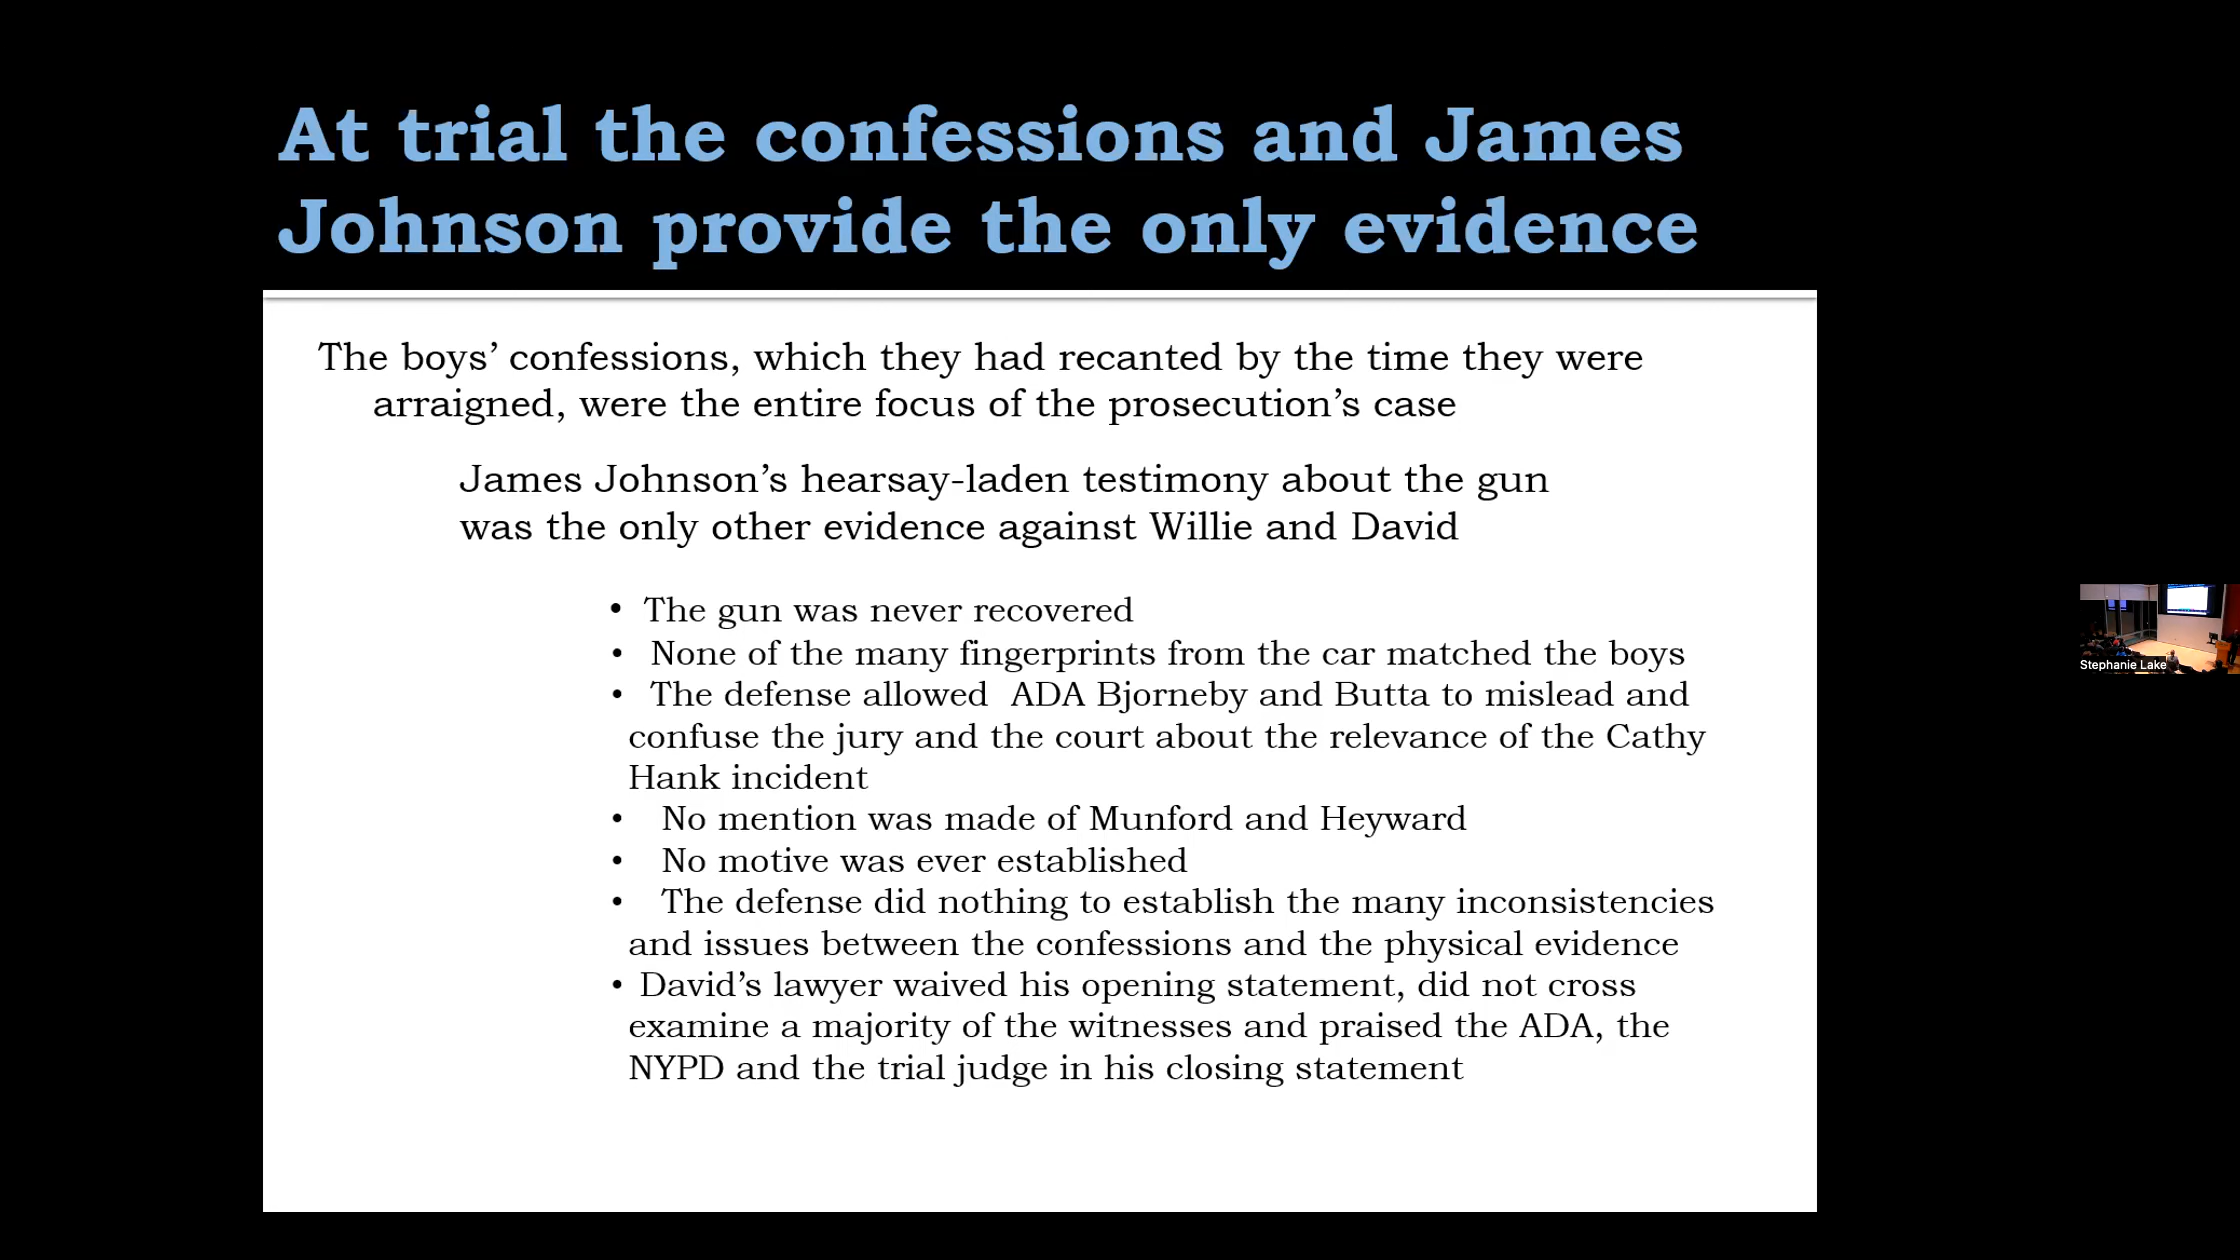 At trial the confessions and James
Johnson provide the only evidence
The boys’ confessions, which they had recanted by the time they were
arraigned, were the entire focus of the prosecution’s case
James Johnson’s hearsay-laden testimony about the gun
was the only other evidence against Willie and David
• The gun was never recovered
• None of the many fingerprints from the car matched the boys
• The defense allowed ADA Bjorneby and Butta to mislead and
confuse the jury and the court about the relevance of the Cathy
Hank incident
• No mention was made of Munford and Heyward
• No motive was ever established
• The defense did nothing to establish the many inconsistencies
and issues between the confessions and the physical evidence
• David’s lawyer waived his opening statement, did not cross
examine a majority of the witnesses and praised the ADA, the
NYPD and the trial judge in his closing statement
Stephanie Lake